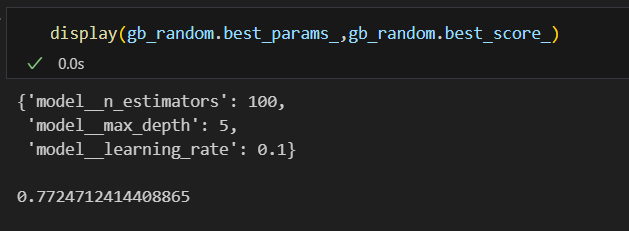 display(gb_random.best_params_,gb_random.best_score_)
0.0s
{'model__n_estimators': 100,
'model__max_depth': 5,
'model__learning_rate': 0.1}
0.7724712414408865